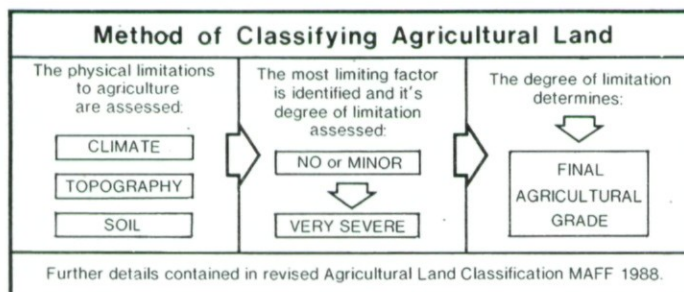 Method of Classifying Agricultural Land
The physical limitations
to agriculture
are assessed:
CLIMATE
TOPOGRAPHY
SOIL
The most limiting factor
is identified and it's
degree of limitation
assessed:
NO or MINOR
VERY SEVERE
The degree of limitation
determines:
FINAL
AGRICULTURAL
GRADE
Further details contained in revised Agricultural Land Classification MAFF 1988.